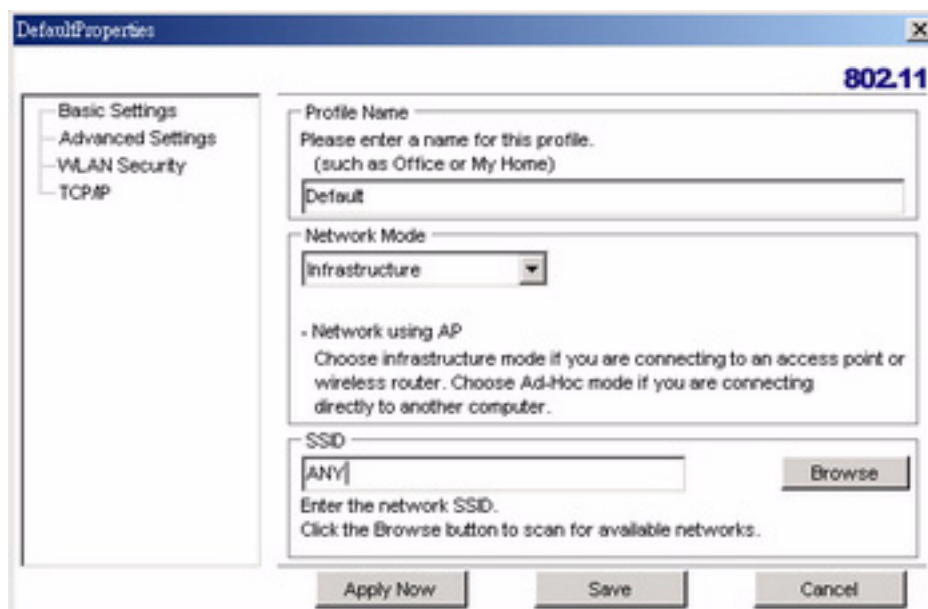 DefaultProperties
802.11
Basic Settings
Advanced Settings
WLAN Security
TCP/IP
Profile Name
Please enter a name for this profile.
(such as Office or My Home)
Default
Network Mode
Infrastructure
- Network using AP
Choose infrastructure mode if you are connecting to an access point or
wireless router. Choose Ad-Hoc mode if you are connecting
directly to another computer.
SSID
ANY
Browse
Enter the network SSID.
Click the Browse button to scan for available networks.
Apply Now
Save
Cancel